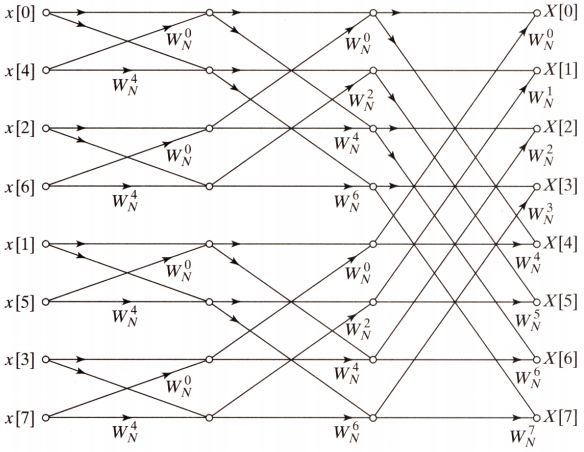 x[0] X[0]
W_N^0 W_N^0 W_N^0
x[4] X[1]
W_N^4 W_N^2 W_N^1
x[2] X[2]
W_N^0 W_N^4 W_N^2
x[6] X[3]
W_N^4 W_N^6 W_N^3
x[1] X[4]
W_N^0 W_N^0 W_N^4
x[5] X[5]
W_N^4 W_N^2 W_N^5
x[3] X[6]
W_N^0 W_N^4 W_N^6
x[7] X[7]
W_N^4 W_N^6 W_N^7